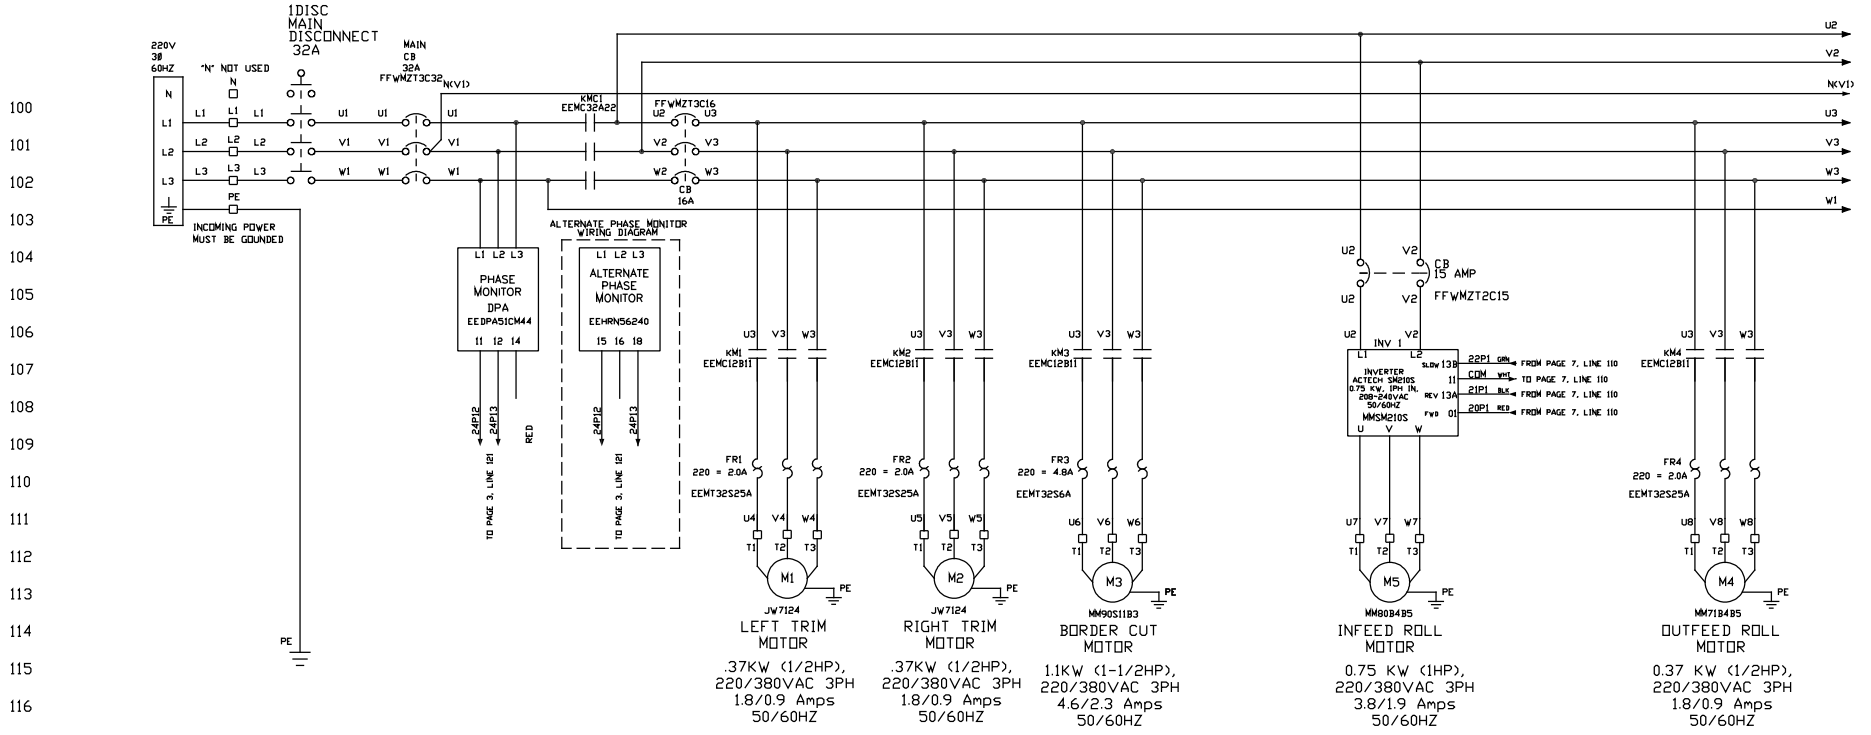 1DISC
MAIN
DISCONNECT
32A
220V
3Ø
60HZ
"N" NOT USED
N
MAIN
CB
32A
FFWMZT3C32
N(V1)
U2
V2
N(V1)
100
101
102
103
104
105
106
107
108
109
110
111
112
113
114
115
116
N
L1
L2
L3
PE
L1 L1 L1 U1 U1 U1
L2 L2 L2 V1 V1 V1
L3 L3 L3 W1 W1 W1
PE
INCOMING POWER
MUST BE GOUNDED
PE
KMC1
EEMC32A22
FFWMZT3C16
U2 U3
V2 V3
W2 W3
CB
16A
U3
V3
W3
W1
L1 L2 L3
PHASE
MONITOR
DPA
EEDPA51CM44
11 12 14
24P12
24P13
RED
TO PAGE 3, LINE 121
ALTERNATE PHASE MONITOR
WIRING DIAGRAM
L1 L2 L3
ALTERNATE
PHASE
MONITOR
EEHRN56240
15 16 18
24P12
24P13
TO PAGE 3, LINE 121
U3 V3 W3
KM1
EEMC12B11
FR1
220 = 2.0A
EEMT32S25A
U4 V4 W4
T1 T2 T3
M1
PE
JW7124
LEFT TRIM
MOTOR
.37KW (1/2HP),
220/380VAC 3PH
1.8/0.9 Amps
50/60HZ
U3 V3 W3
KM2
EEMC12B11
FR2
220 = 2.0A
EEMT32S25A
U5 V5 W5
T1 T2 T3
M2
PE
JW7124
RIGHT TRIM
MOTOR
.37KW (1/2HP),
220/380VAC 3PH
1.8/0.9 Amps
50/60HZ
U3 V3 W3
KM3
EEMC12B11
FR3
220 = 4.8A
EEMT32S6A
U6 V6 W6
T1 T2 T3
M3
PE
MM90S11B3
BORDER CUT
MOTOR
1.1KW (1-1/2HP),
220/380VAC 3PH
4.6/2.3 Amps
50/60HZ
U2 V2
CB
15 AMP
U2 V2
FFWMZT2C15
U2 V2
INV 1
L1 L2
INVERTER
ACTECH SM210S
0.75 KW, 1PH IN,
208-240VAC
50/60HZ
MMSM210S
SLOW 13B
11
REV 13A
FWD 01
U V W
22P1 GRN FROM PAGE 7, LINE 110
COM WHT TO PAGE 7, LINE 110
21P1 BLK FROM PAGE 7, LINE 110
20P1 RED FROM PAGE 7, LINE 110
U7 V7 W7
T1 T2 T3
M5
PE
MM80B4B5
INFEED ROLL
MOTOR
0.75 KW (1HP),
220/380VAC 3PH
3.8/1.9 Amps
50/60HZ
U3 V3 W3
KM4
EEMC12B11
FR4
220 = 2.0A
EEMT32S25A
U8 V8 W8
T1 T2 T3
M4
PE
MM71B4B5
OUTFEED ROLL
MOTOR
0.37 KW (1/2HP),
220/380VAC 3PH
1.8/0.9 Amps
50/60HZ